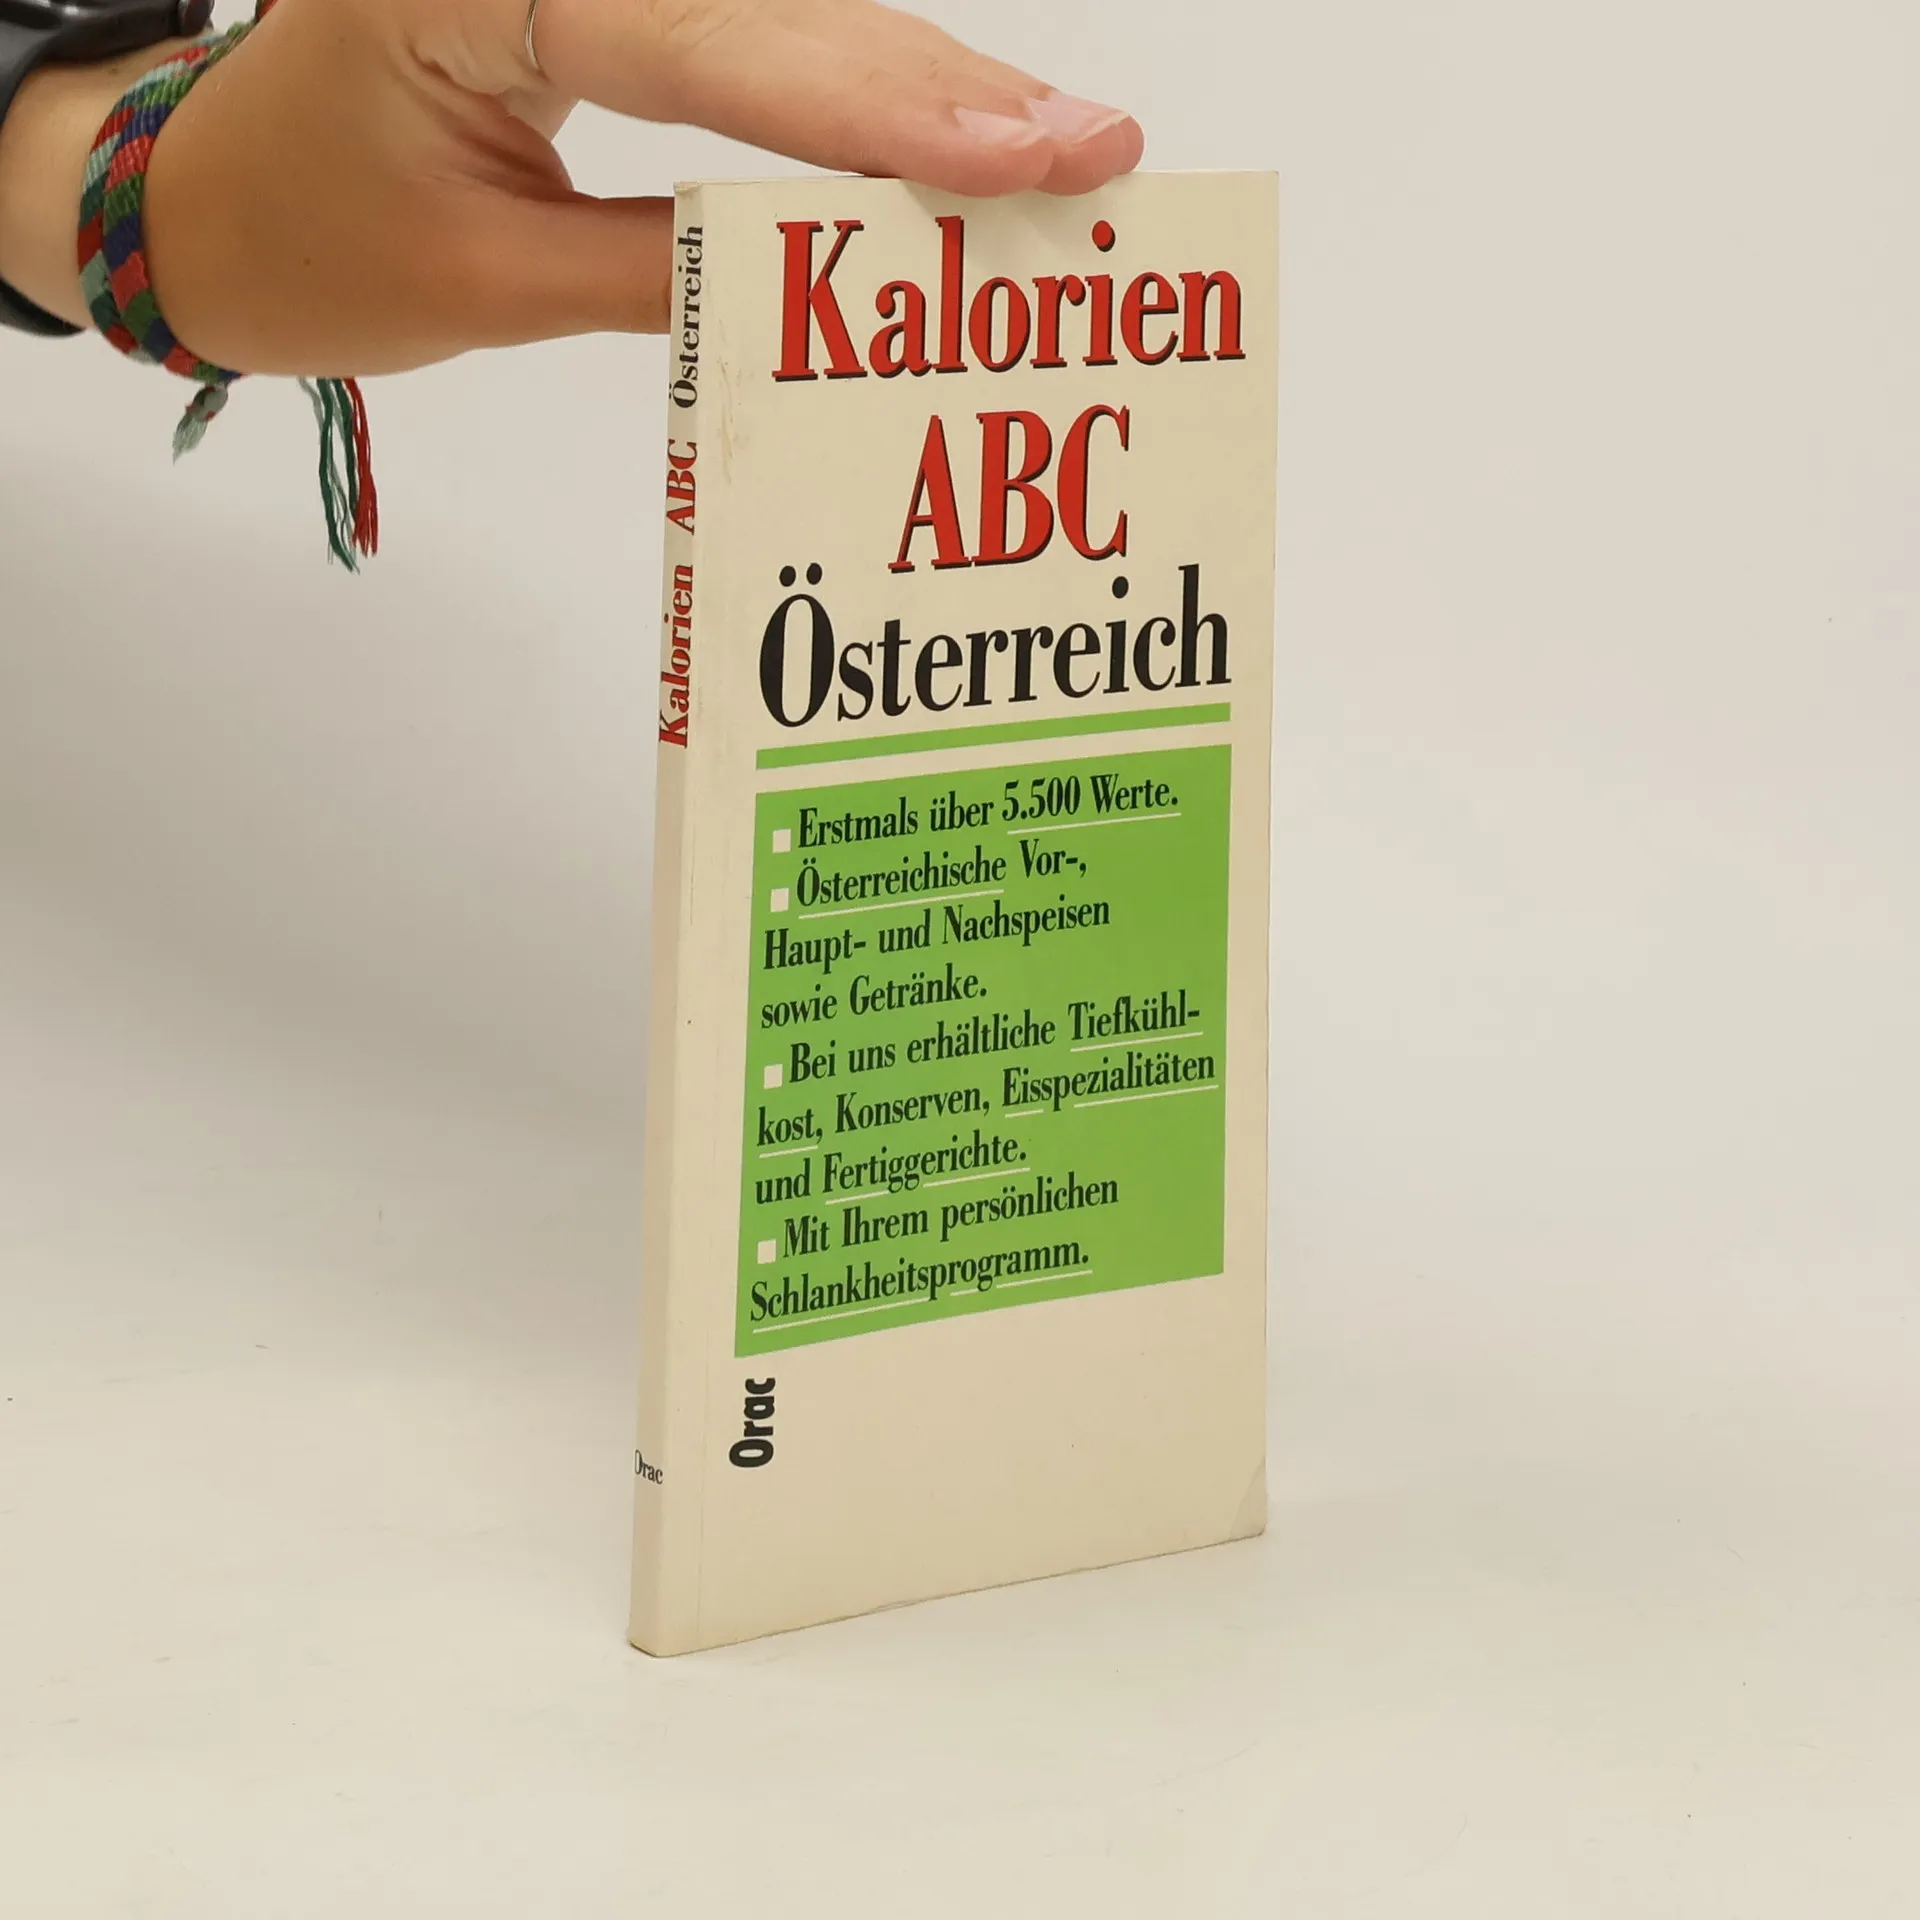 Kalorien ABC Österreich
Orac
Kalorien
ABC
Österreich
Erstmals über 5.500 Werte.
Österreichische Vor-,
Haupt- und Nachspeisen
sowie Getränke.
Bei uns erhältliche Tiefkühl-
kost, Konserven, Eisspezialitäten
und Fertiggerichte.
Mit Ihrem persönlichen
Schlankheitsprogramm.
Orac